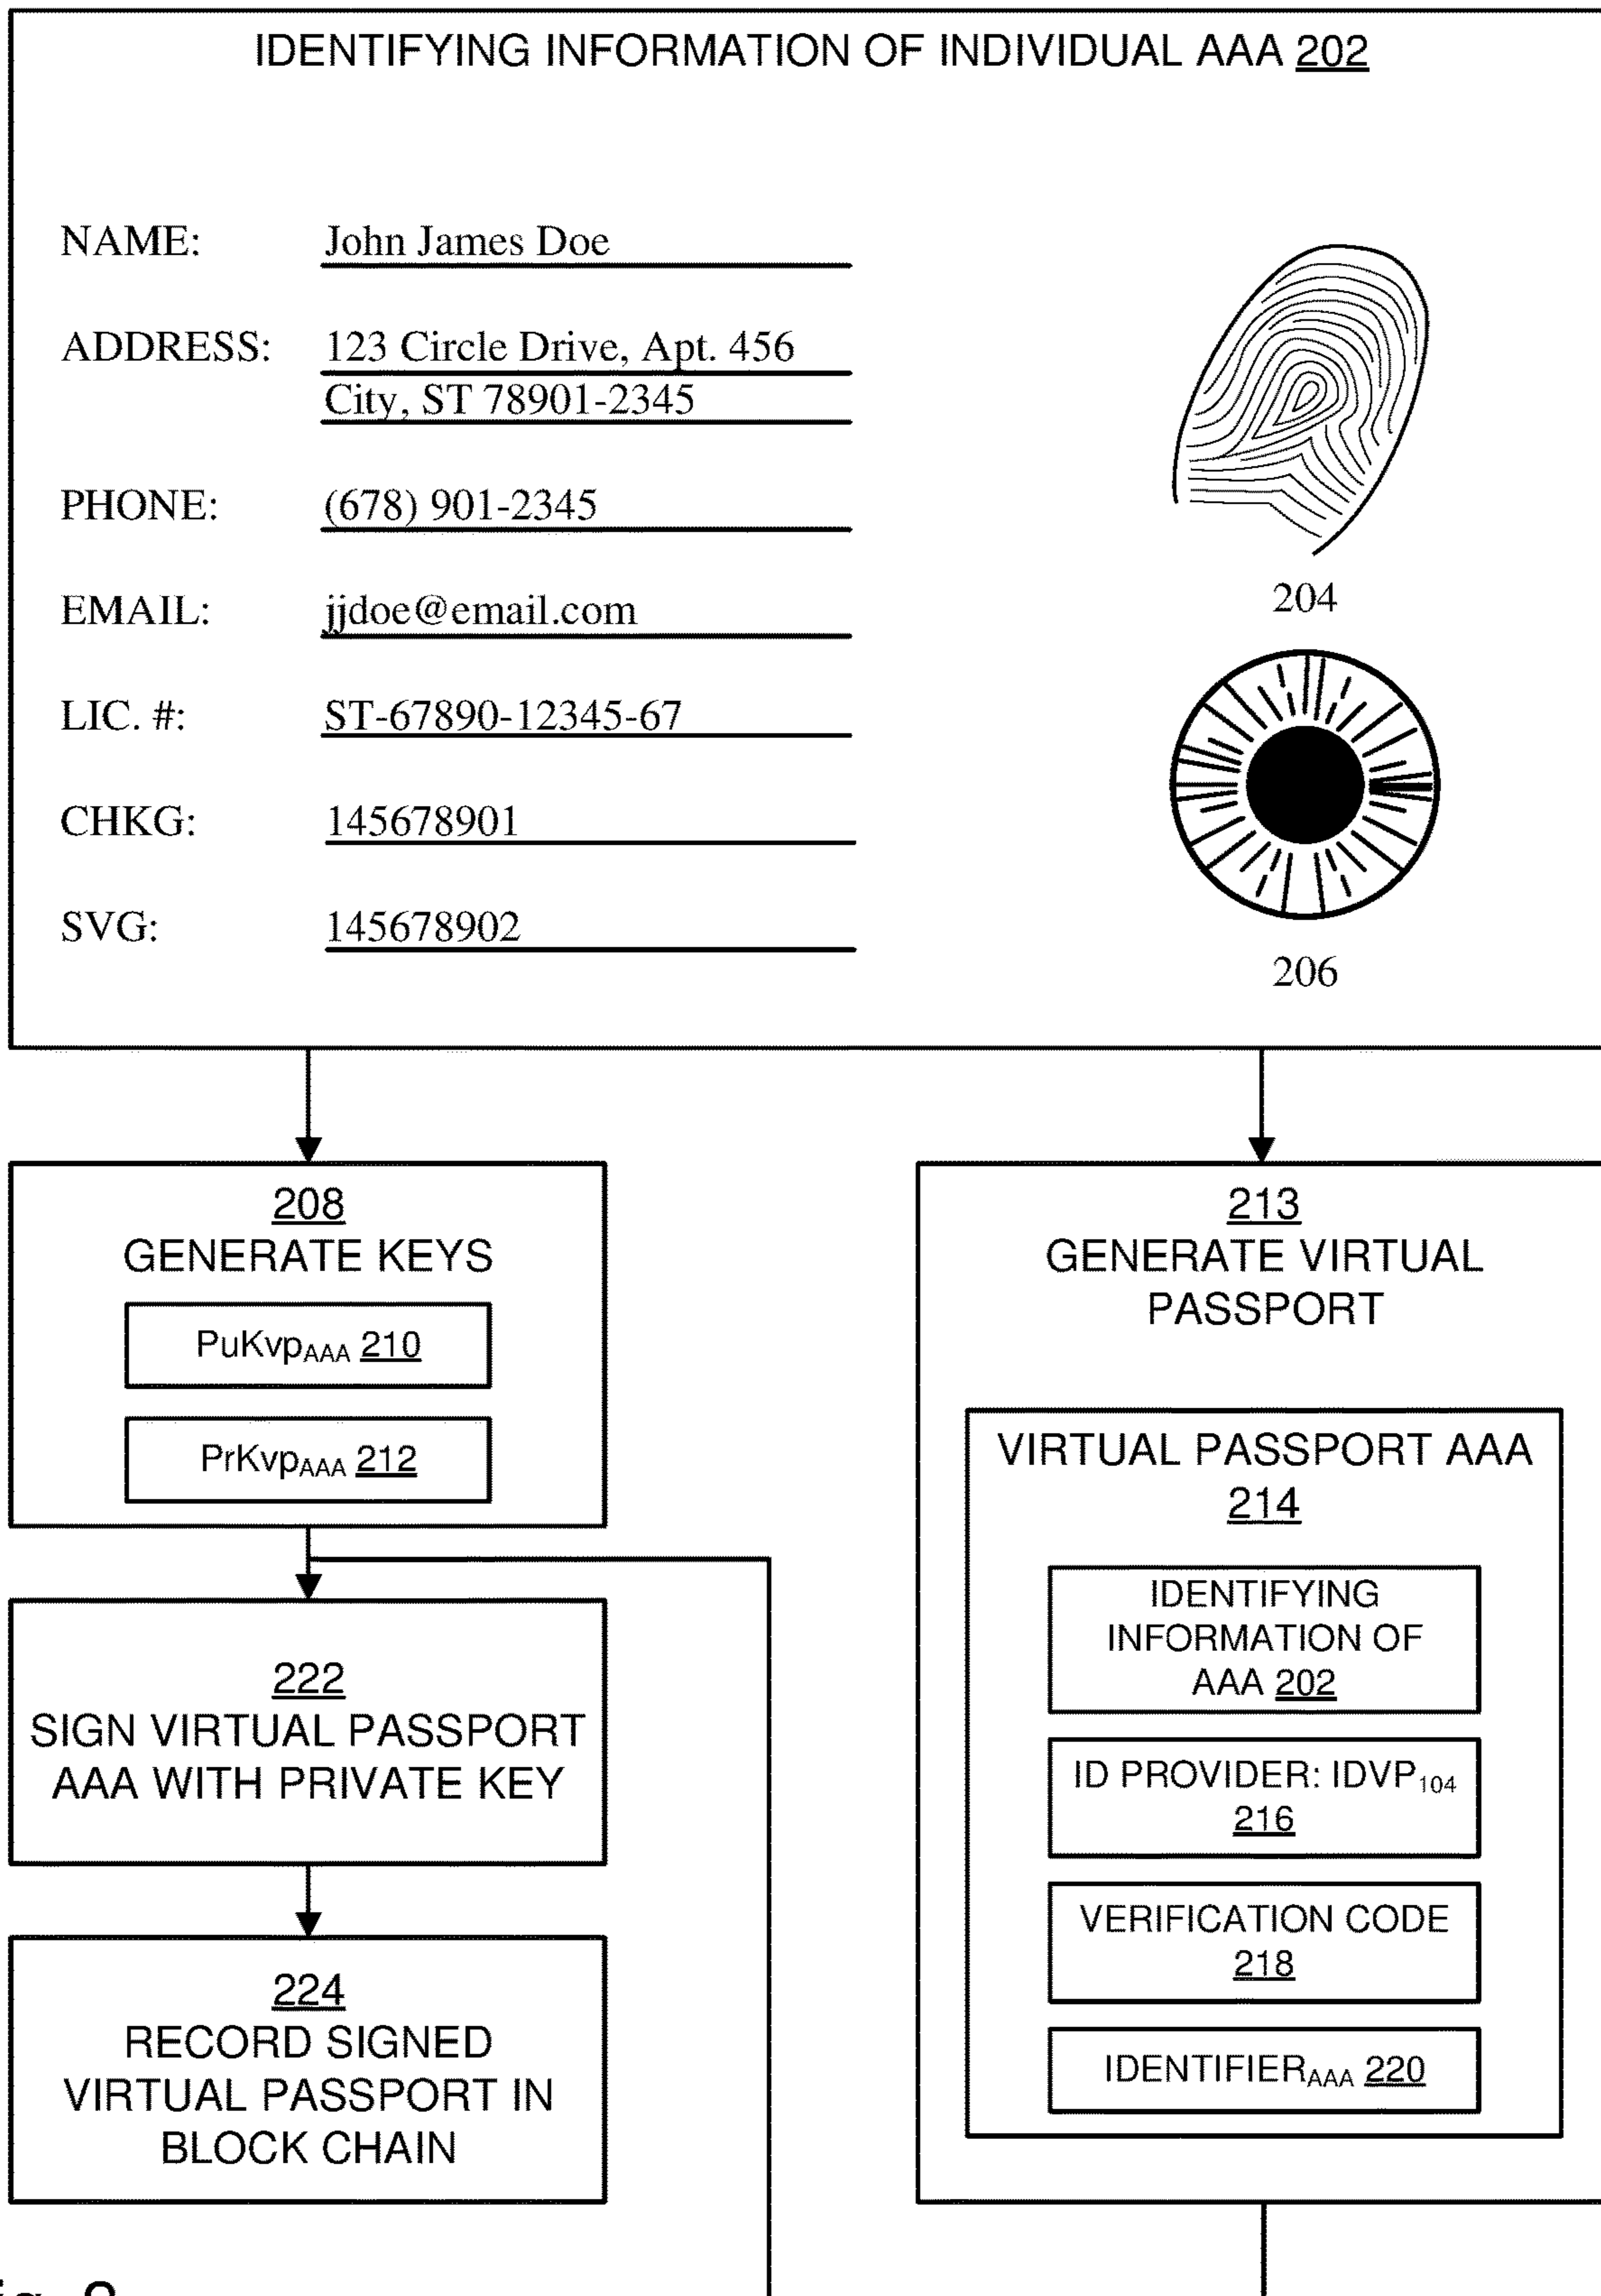 IDENTIFYING INFORMATION OF INDIVIDUAL AAA 202
NAME: John James Doe
ADDRESS: 123 Circle Drive, Apt. 456
City, ST 78901-2345
PHONE: (678) 901-2345
EMAIL: jjdoe@email.com
LIC. #: ST-67890-12345-67
CHKG: 145678901
SVG: 145678902
204
206
208
GENERATE KEYS
PuKvpAAA 210
PrKvpAAA 212
222
SIGN VIRTUAL PASSPORT
AAA WITH PRIVATE KEY
224
RECORD SIGNED
VIRTUAL PASSPORT IN
BLOCK CHAIN
213
GENERATE VIRTUAL
PASSPORT
VIRTUAL PASSPORT AAA
214
IDENTIFYING
INFORMATION OF
AAA 202
ID PROVIDER: IDVP104
216
VERIFICATION CODE
218
IDENTIFIERAAA 220